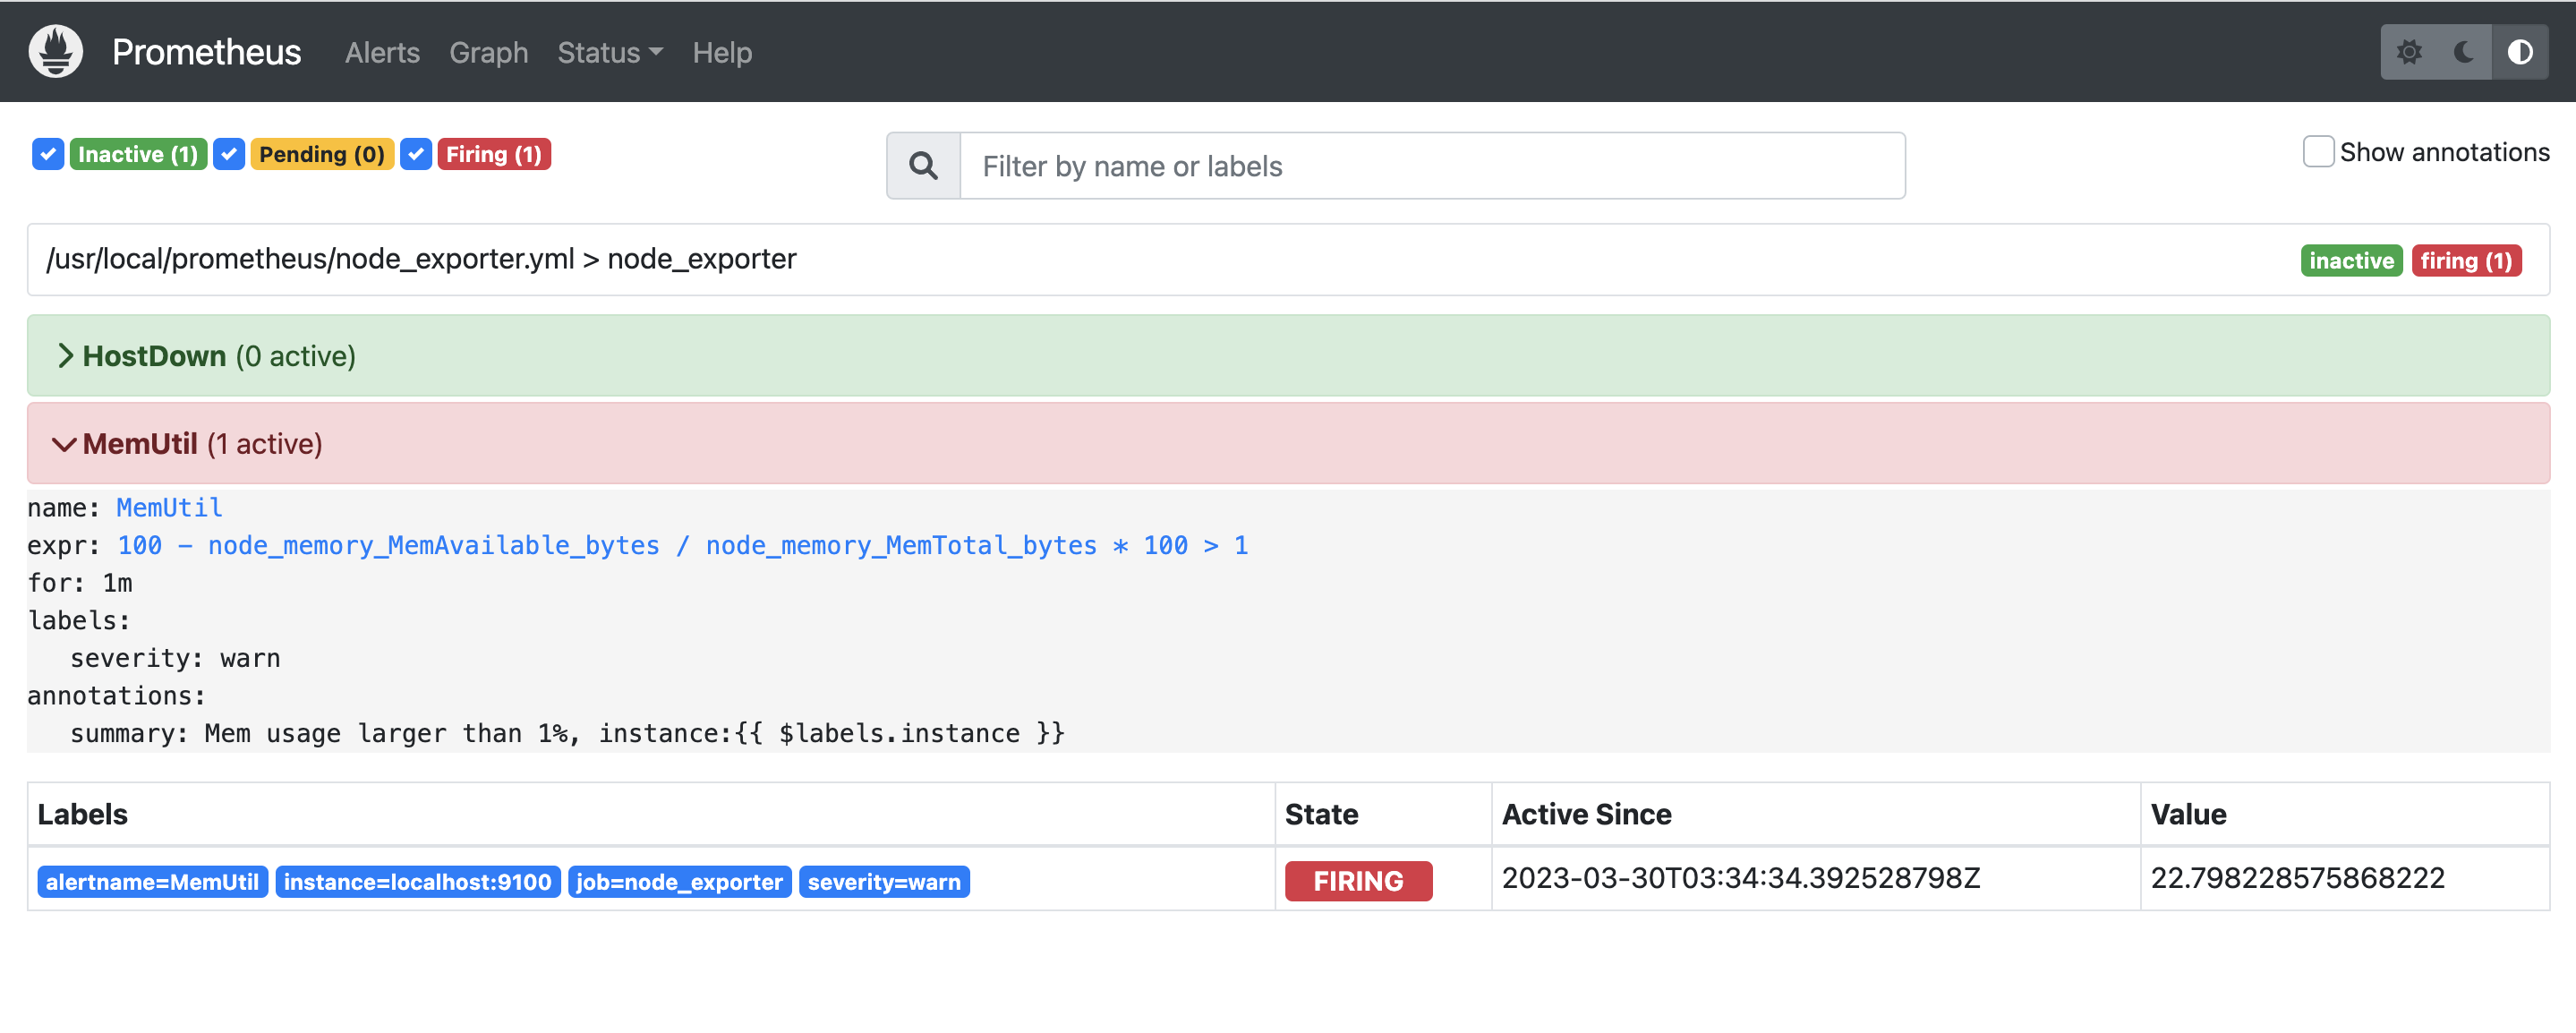 Prometheus Alerts Graph Status Help
Inactive (1) Pending (0) Firing (1) Filter by name or labels Show annotations
/usr/local/prometheus/node_exporter.yml > node_exporter inactive firing (1)
HostDown (0 active)
MemUtil (1 active)
name: MemUtil
expr: 100 - node_memory_MemAvailable_bytes / node_memory_MemTotal_bytes * 100 > 1
for: 1m
labels:
severity: warn
annotations:
summary: Mem usage larger than 1%, instance:{{ $labels.instance }}
Labels State Active Since Value
alertname=MemUtil instance=localhost:9100 job=node_exporter severity=warn FIRING 2023-03-30T03:34:34.392528798Z 22.798228575868222